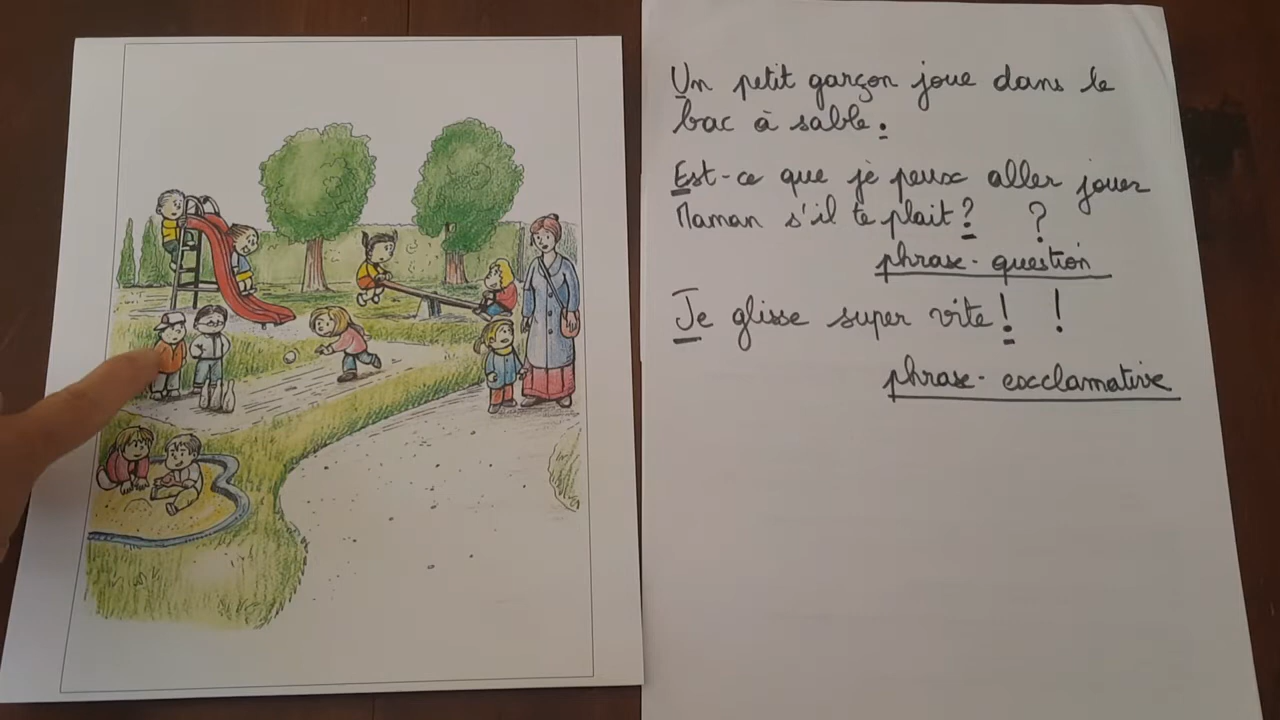 Un petit garçon joue dans le
bac à sable.
Est-ce que je peux aller jouer
Maman s'il te plait? ?
phrase-question
Je glisse super vite! !
phrase-exclamative